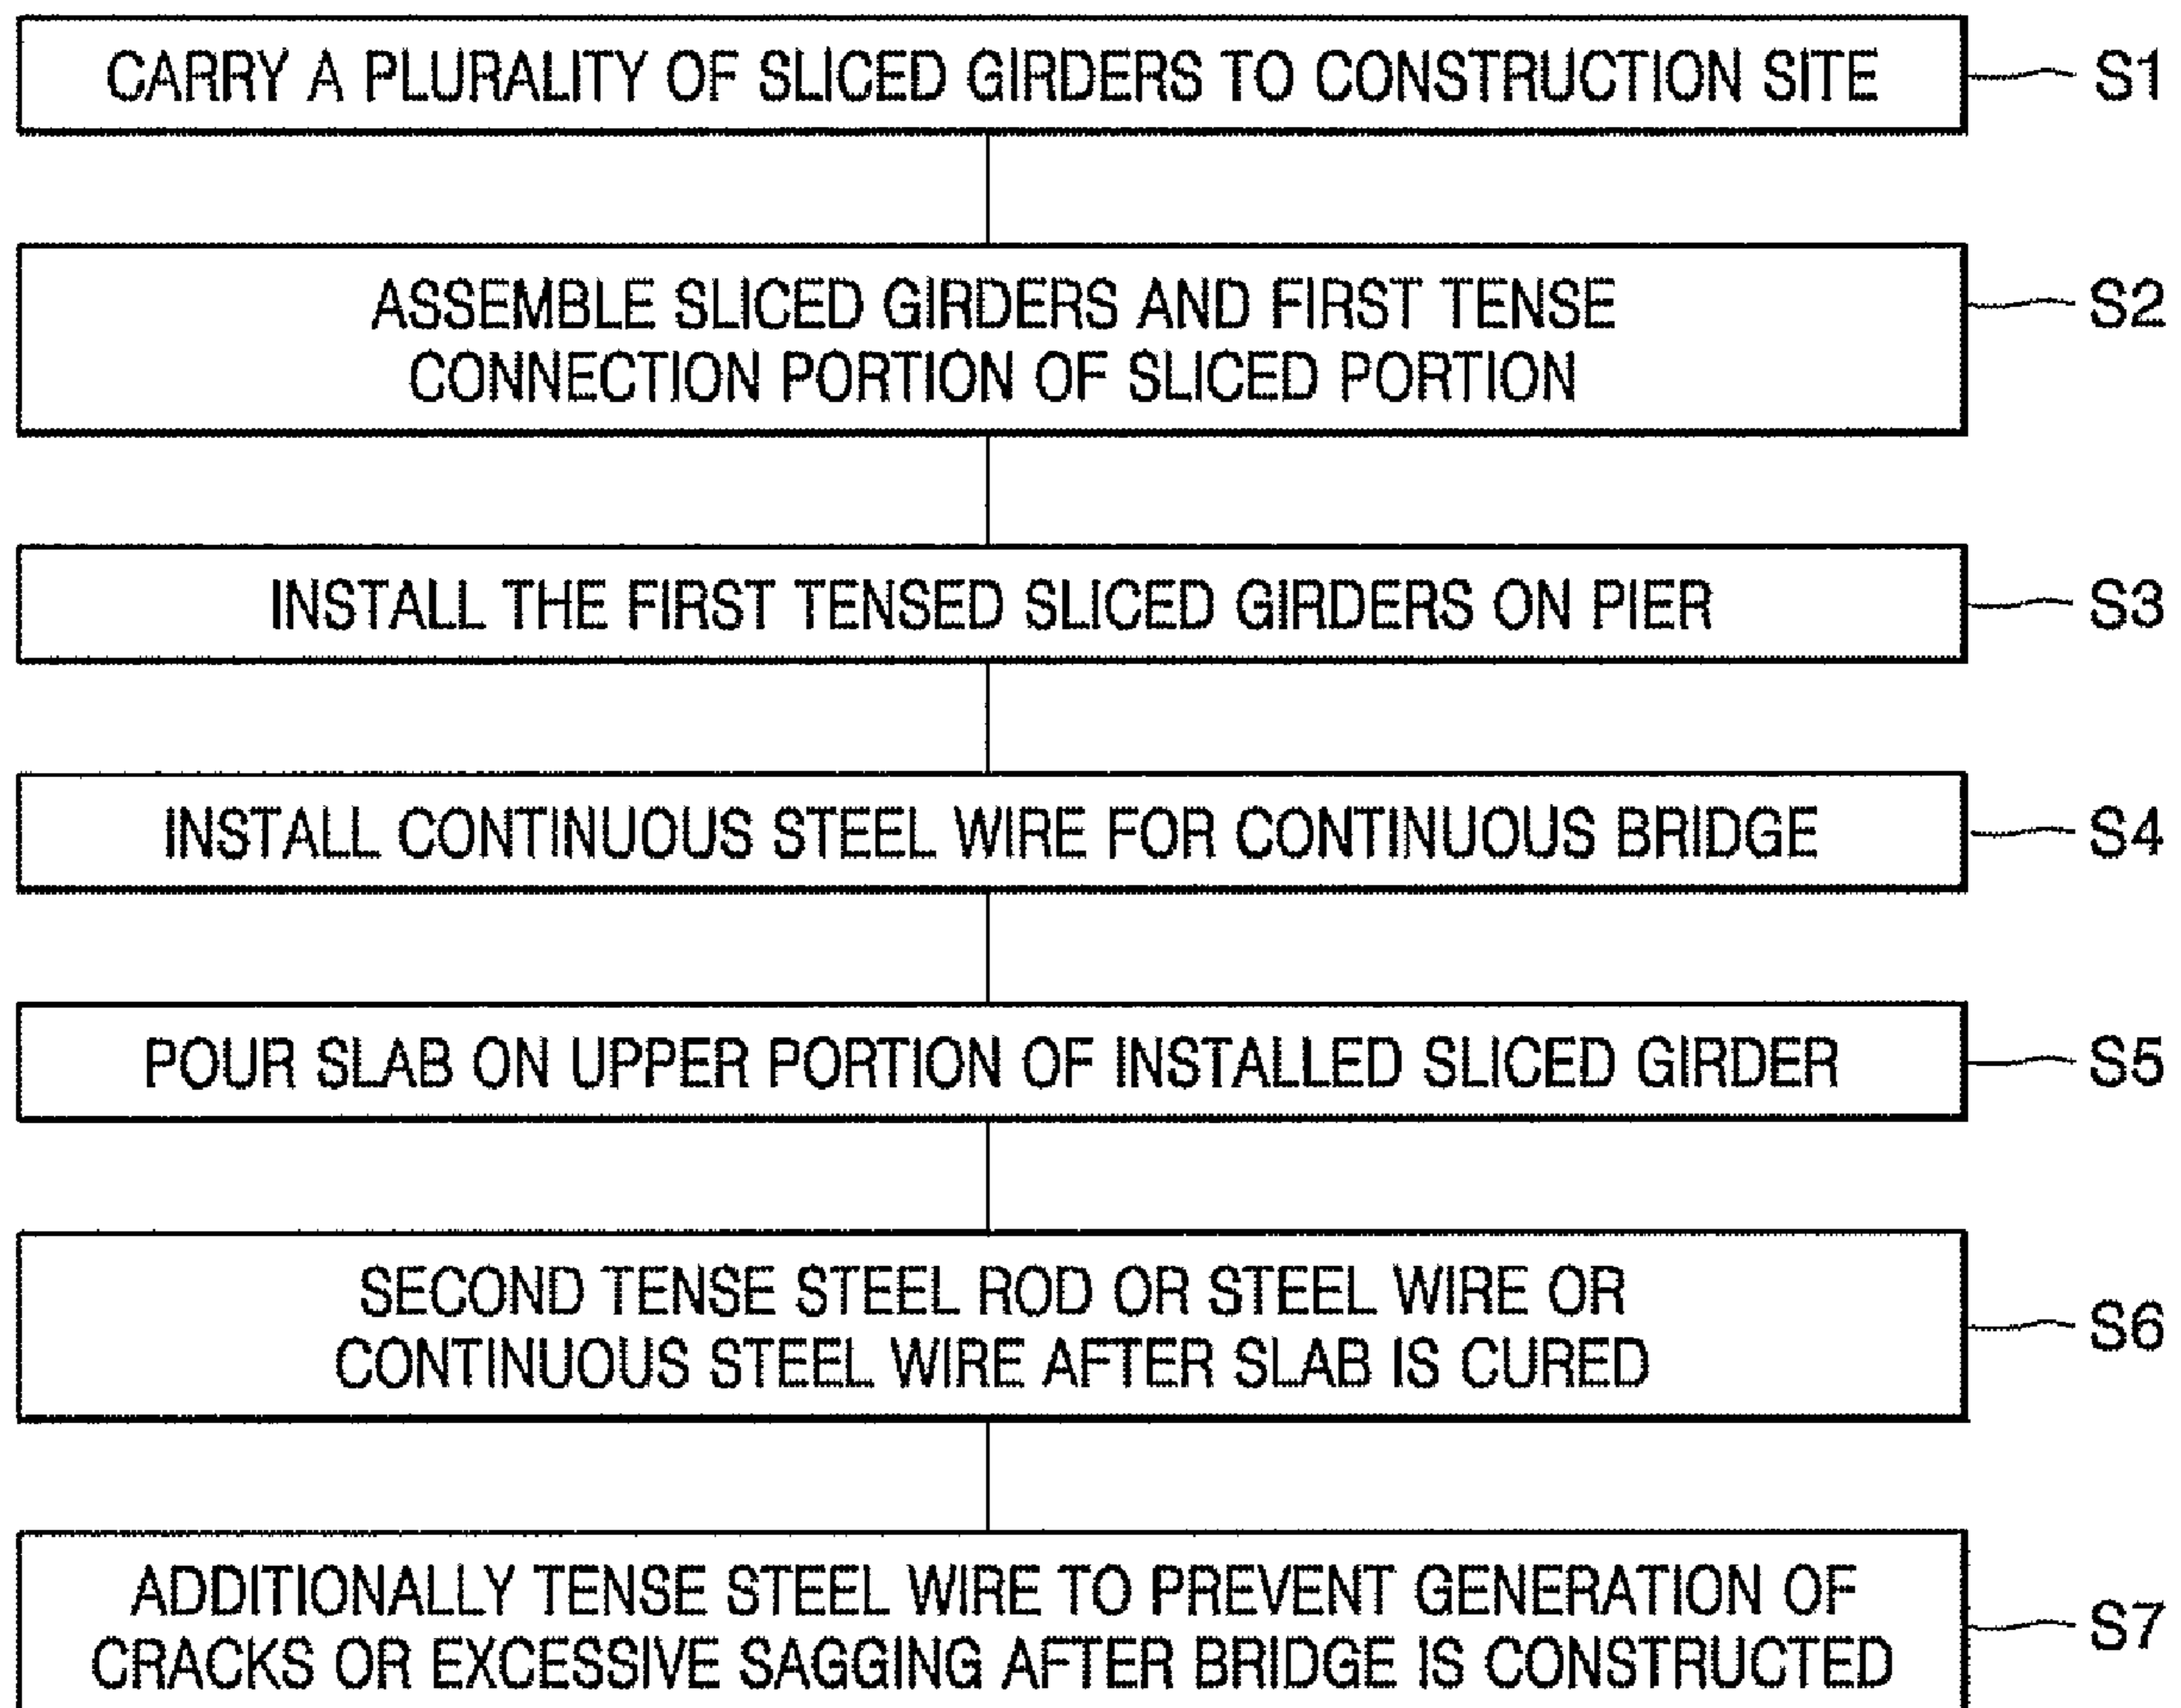 CARRY A PLURALITY OF SLICED GIRDERS TO CONSTRUCTION SITE S1
ASSEMBLE SLICED GIRDERS AND FIRST TENSE S2
CONNECTION PORTION OF SLICED PORTION
INSTALL THE FIRST TENSED SLICED GIRDERS ON PIER S3
INSTALL CONTINUOUS STEEL WIRE FOR CONTINUOUS BRIDGE S4
POUR SLAB ON UPPER PORTION OF INSTALLED SLICED GIRDER S5
SECOND TENSE STEEL ROD OR STEEL WIRE OR S6
CONTINUOUS STEEL WIRE AFTER SLAB IS CURED
ADDITIONALLY TENSE STEEL WIRE TO PREVENT GENERATION OF S7
CRACKS OR EXCESSIVE SAGGING AFTER BRIDGE IS CONSTRUCTED